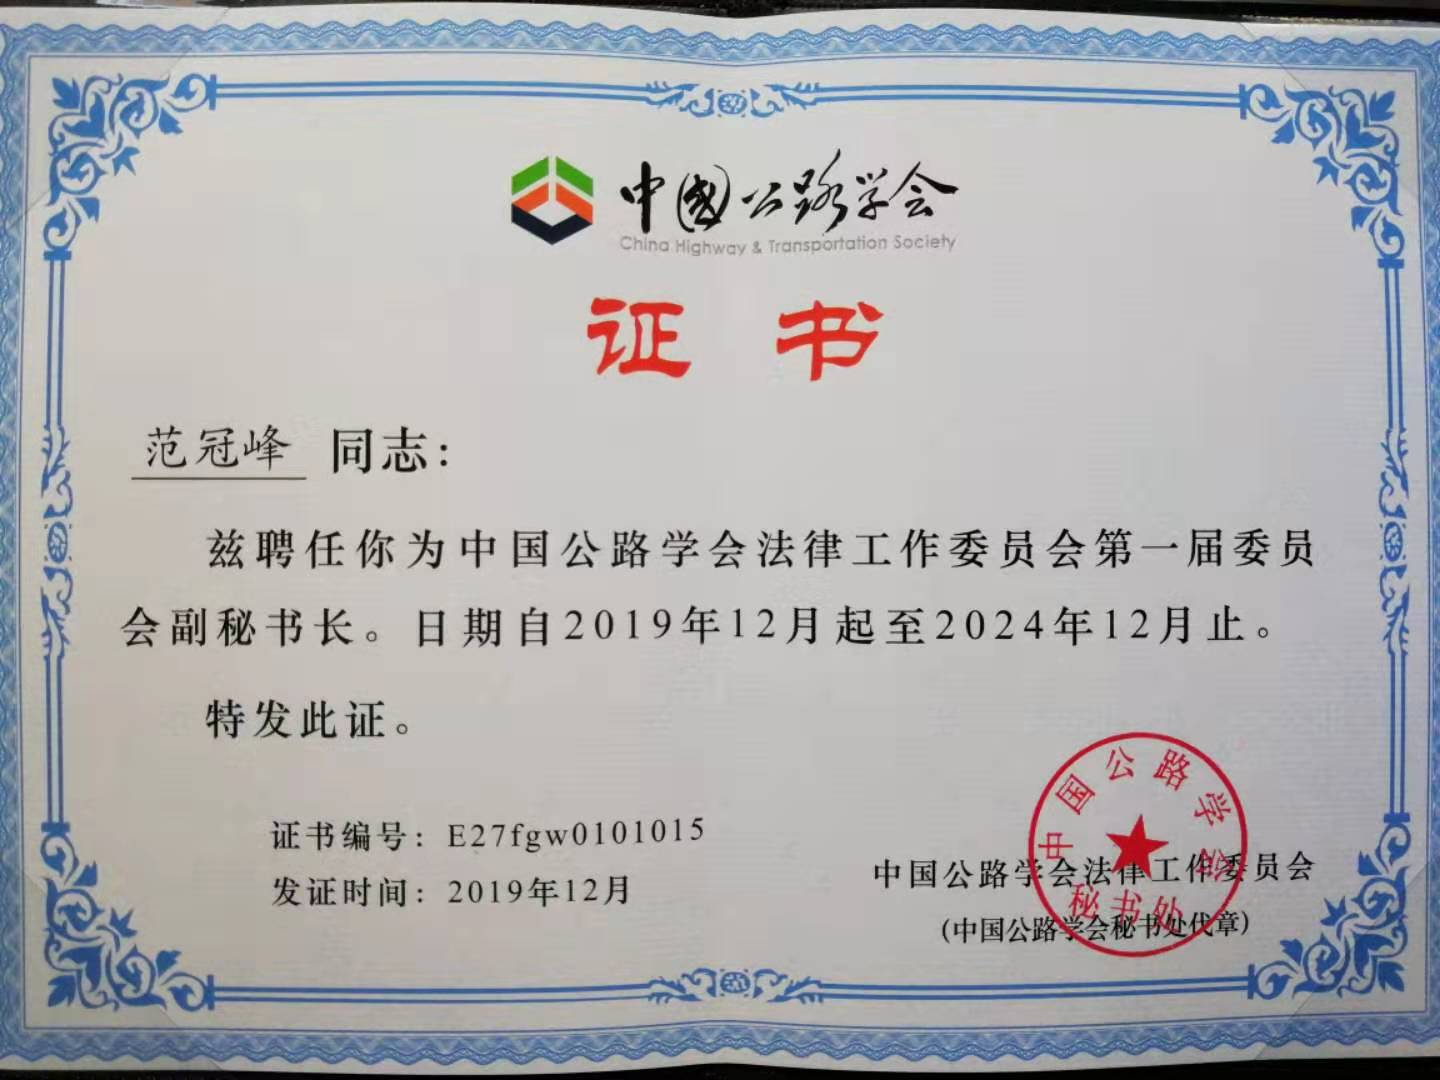 中国公路学会
China Highway & Transportation Society
证书
范冠峰 同志：
兹聘任你为中国公路学会法律工作委员会第一届委员
会副秘书长。日期自2019年12月起至2024年12月止。
特发此证。
证书编号：E27fgw0101015
发证时间：2019年12月
中国公路学会法律工作委员会
（中国公路学会秘书处代章）
中国公路学会
秘书处